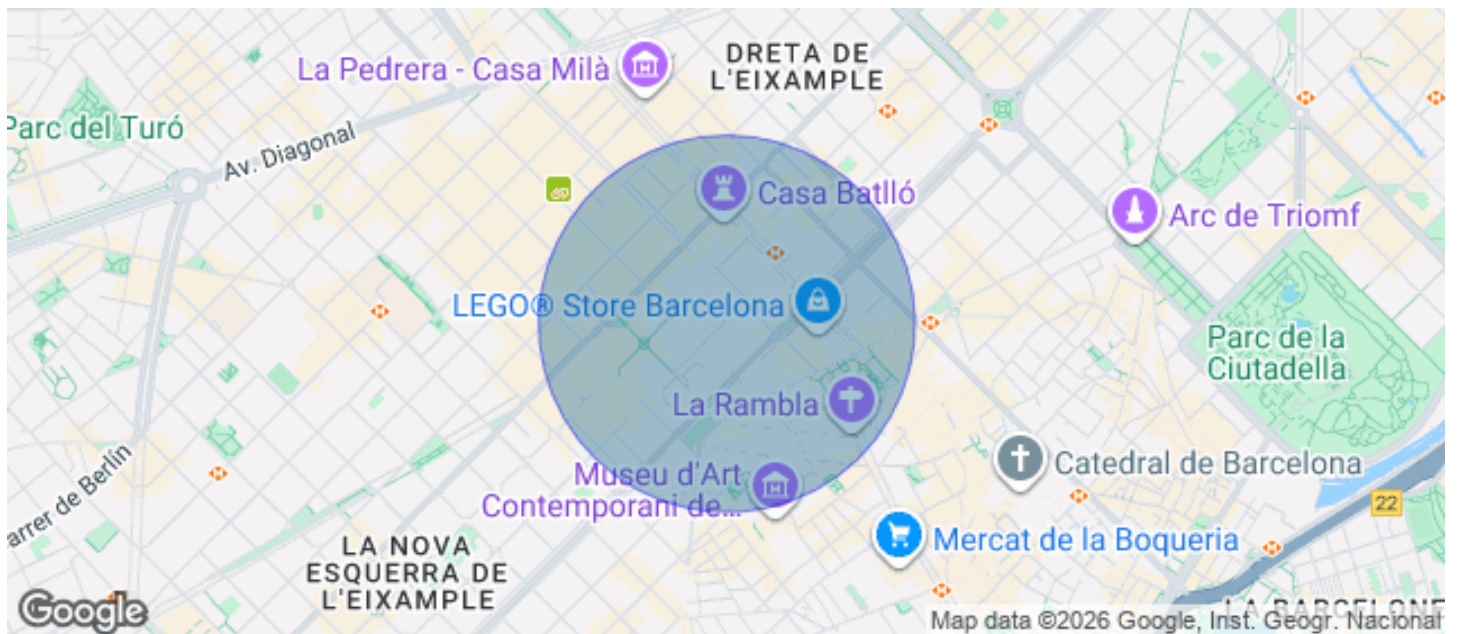 DRETA DE
L'EIXAMPLE
La Pedrera - Casa Milà
Parc del Turó
Av. Diagonal
Casa Batlló
Arc de Triomf
LEGO® Store Barcelona
Parc de la
Ciutadella
La Rambla
Catedral de Barcelona
Museu d'Art
Contemporani de...
22
Mercat de la Boqueria
arrer de Berlín
LA NOVA
ESQUERRA DE
L'EIXAMPLE
LA BARCELONE
Google
Map data ©2026 Google, Inst. Geogr. Nacional